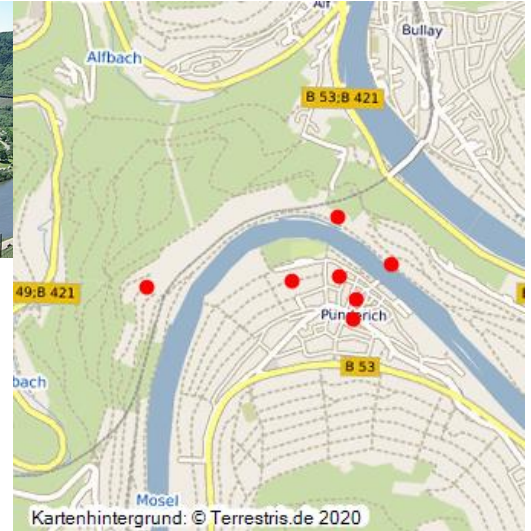 Alf
Bullay
Alfbach
B 53;B 421
49;B 421
Pünderich
B 53
bach
Mosel
Kartenhintergrund: © Terrestris.de 2020